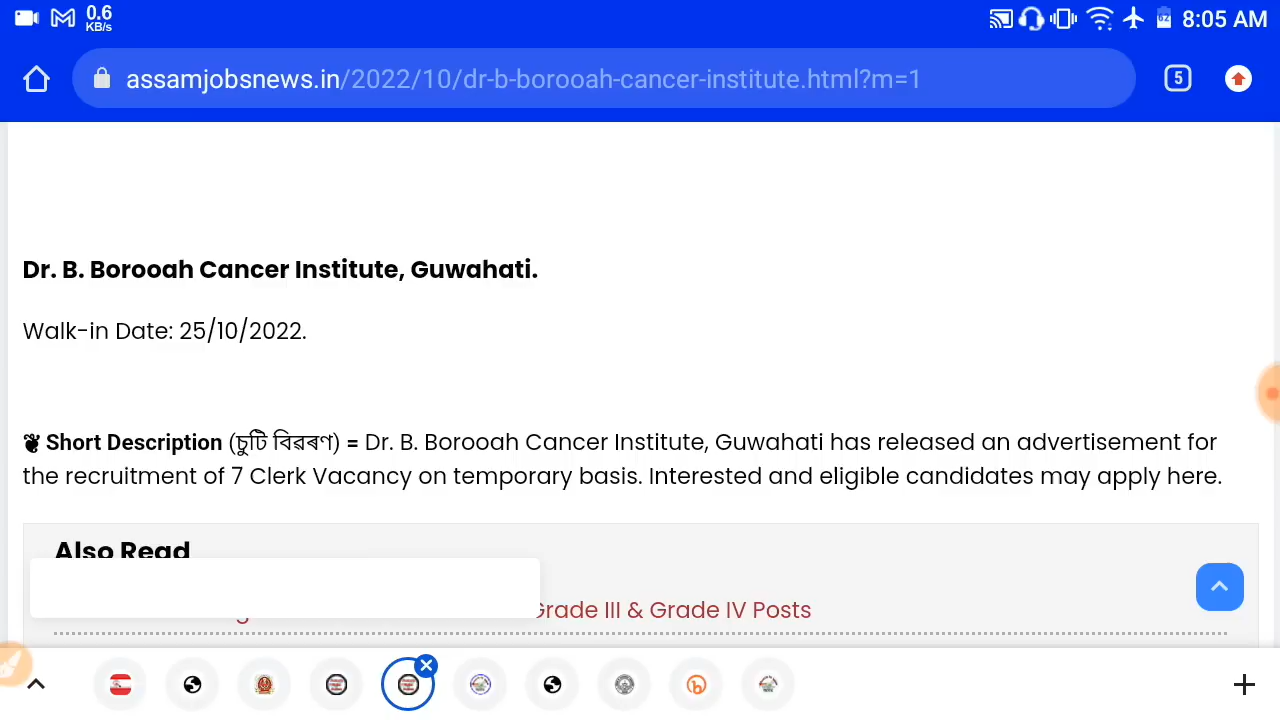 0.6
KB/s
8:05 AM
assamjobsnews.in/2022/10/dr-b-borooah-cancer-institute.html?m=1
5
Dr. B. Borooah Cancer Institute, Guwahati.
Walk-in Date: 25/10/2022.
❦ Short Description (চুটি বিৱৰণ) = Dr. B. Borooah Cancer Institute, Guwahati has released an advertisement for
the recruitment of 7 Clerk Vacancy on temporary basis. Interested and eligible candidates may apply here.
Also Read
Grade III & Grade IV Posts